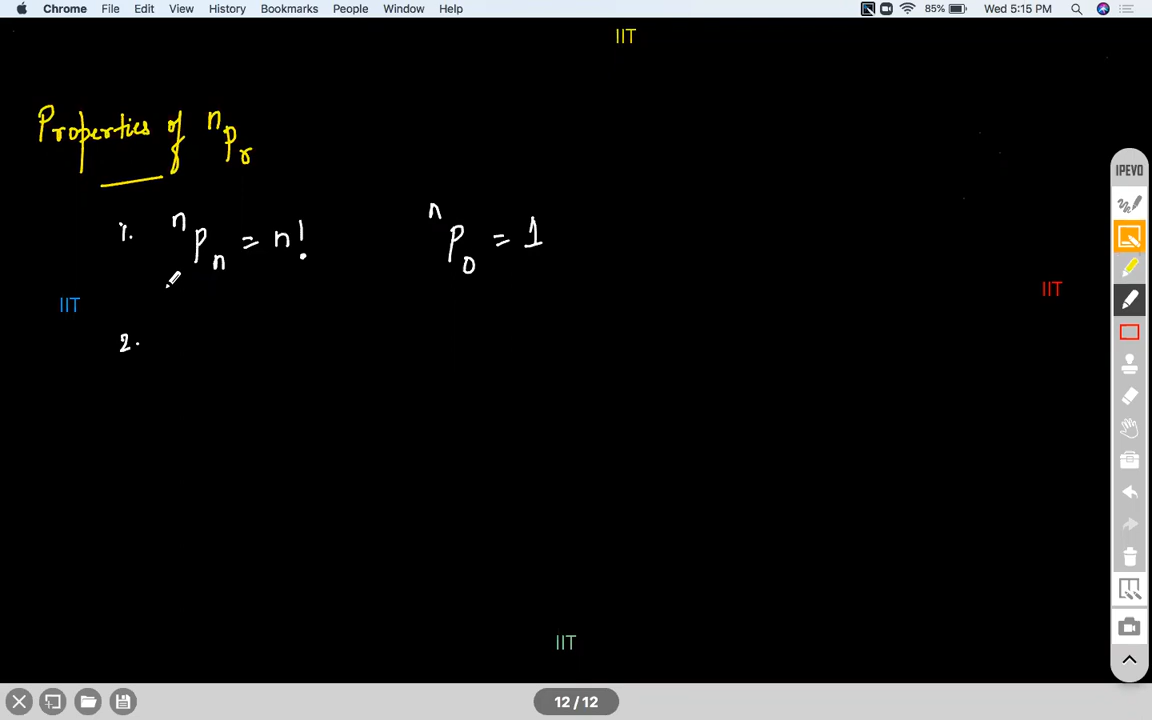 Chrome File Edit View History Bookmarks People Window Help 85% Wed 5:15 PM
IIT
Properties of ⁿPᵣ
IPEVO
1. ⁿPₙ = n! ⁿP₀ = 1
IIT
IIT
2.
IIT
12 / 12